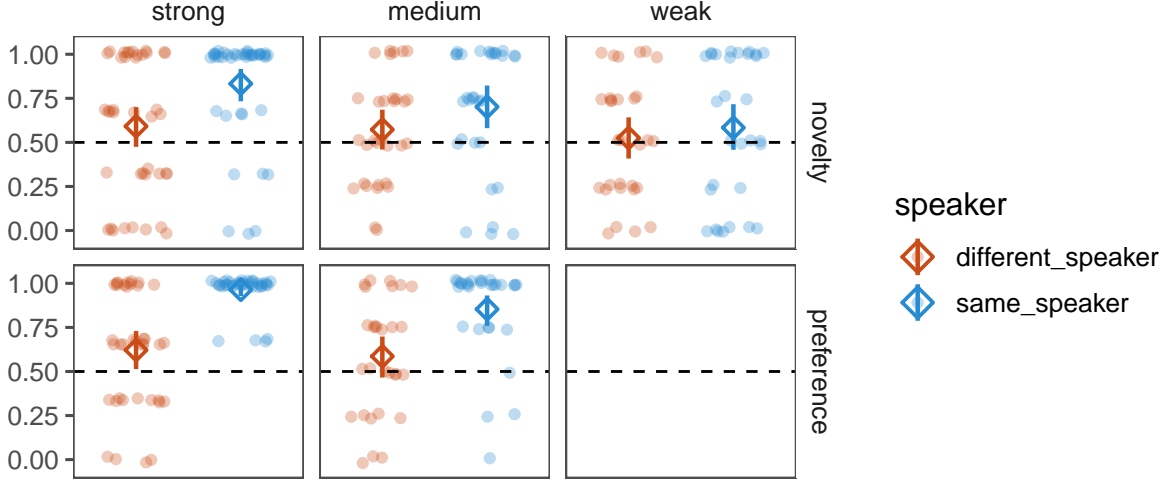 strong medium weak
1.00
0.75
0.50
0.25
0.00
novelty
1.00
0.75
0.50
0.25
0.00
preference
speaker
different_speaker
same_speaker